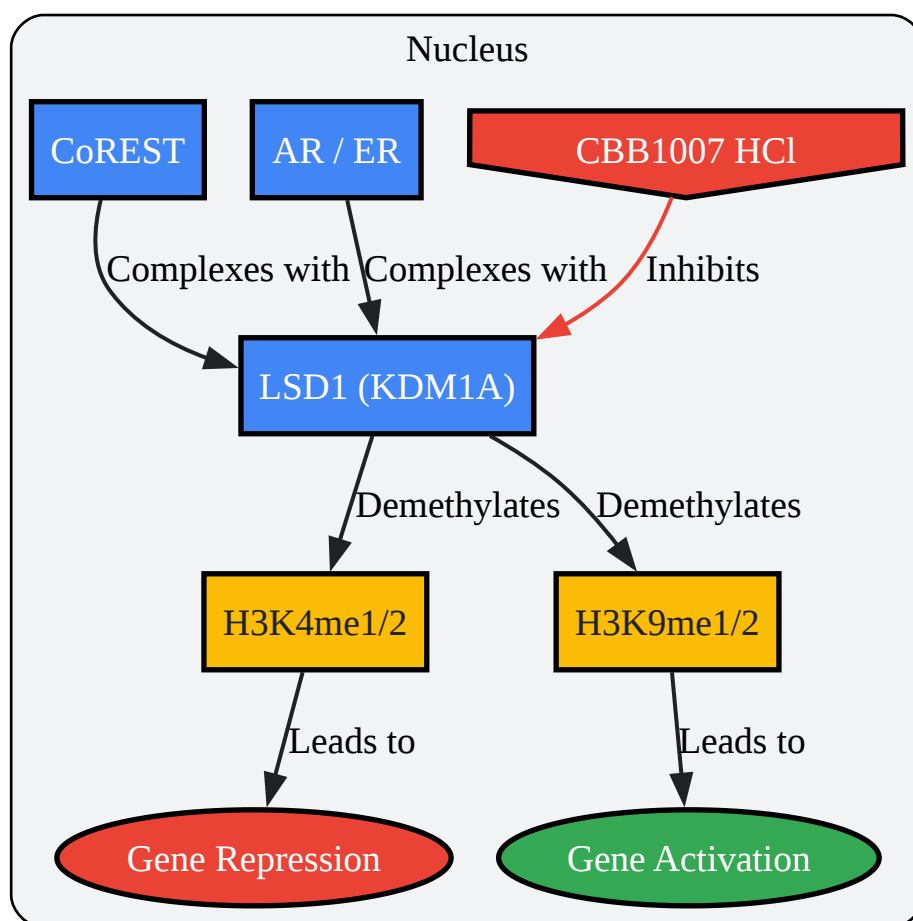 Nucleus
CoREST
AR / ER
CBB1007 HCl
Complexes with
Complexes with
Inhibits
LSD1 (KDM1A)
Demethylates
Demethylates
H3K4me1/2
H3K9me1/2
Leads to
Leads to
Gene Repression
Gene Activation